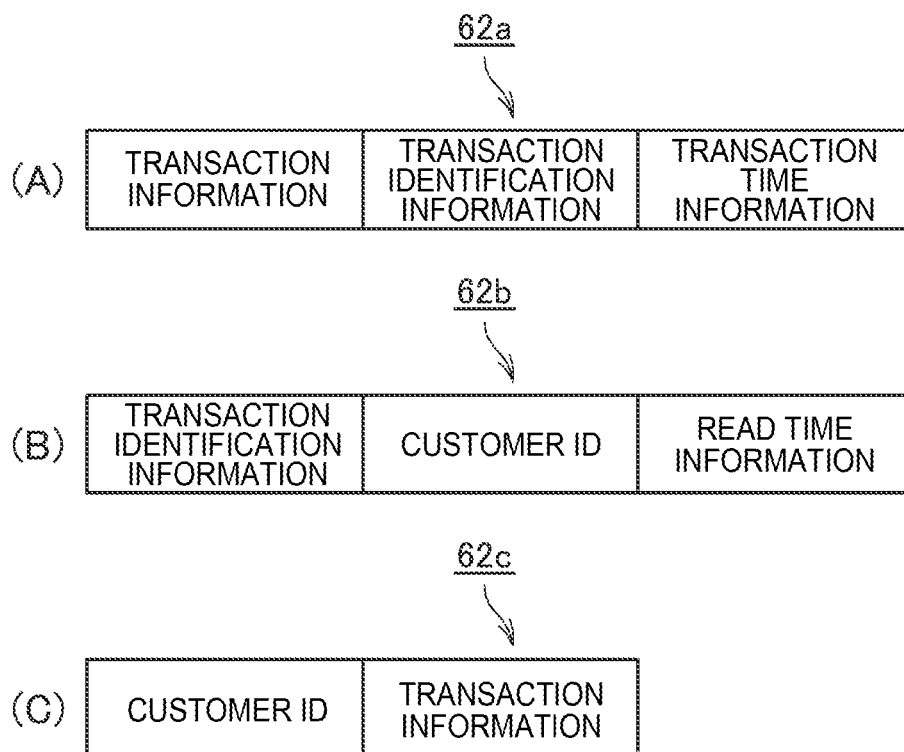 62a
(A)
TRANSACTION
INFORMATION
TRANSACTION
IDENTIFICATION
INFORMATION
TRANSACTION
TIME
INFORMATION
62b
(B)
TRANSACTION
IDENTIFICATION
INFORMATION
CUSTOMER ID
READ TIME
INFORMATION
62c
(C)
CUSTOMER ID
TRANSACTION
INFORMATION